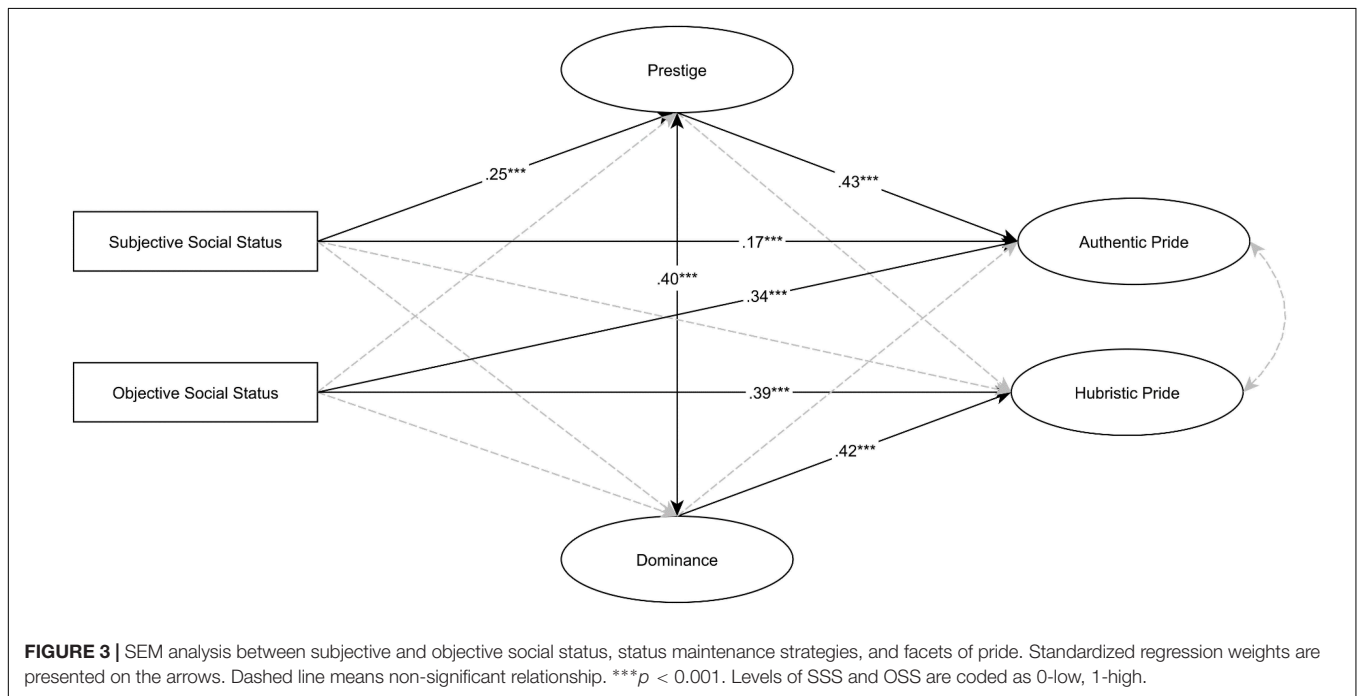 Prestige
.25***
.43***
Subjective Social Status
.17***
Authentic Pride
.40***
.34***
Objective Social Status
.39***
Hubristic Pride
.42***
Dominance
FIGURE 3 | SEM analysis between subjective and objective social status, status maintenance strategies, and facets of pride. Standardized regression weights are
presented on the arrows. Dashed line means non-significant relationship. ***p < 0.001. Levels of SSS and OSS are coded as 0-low, 1-high.